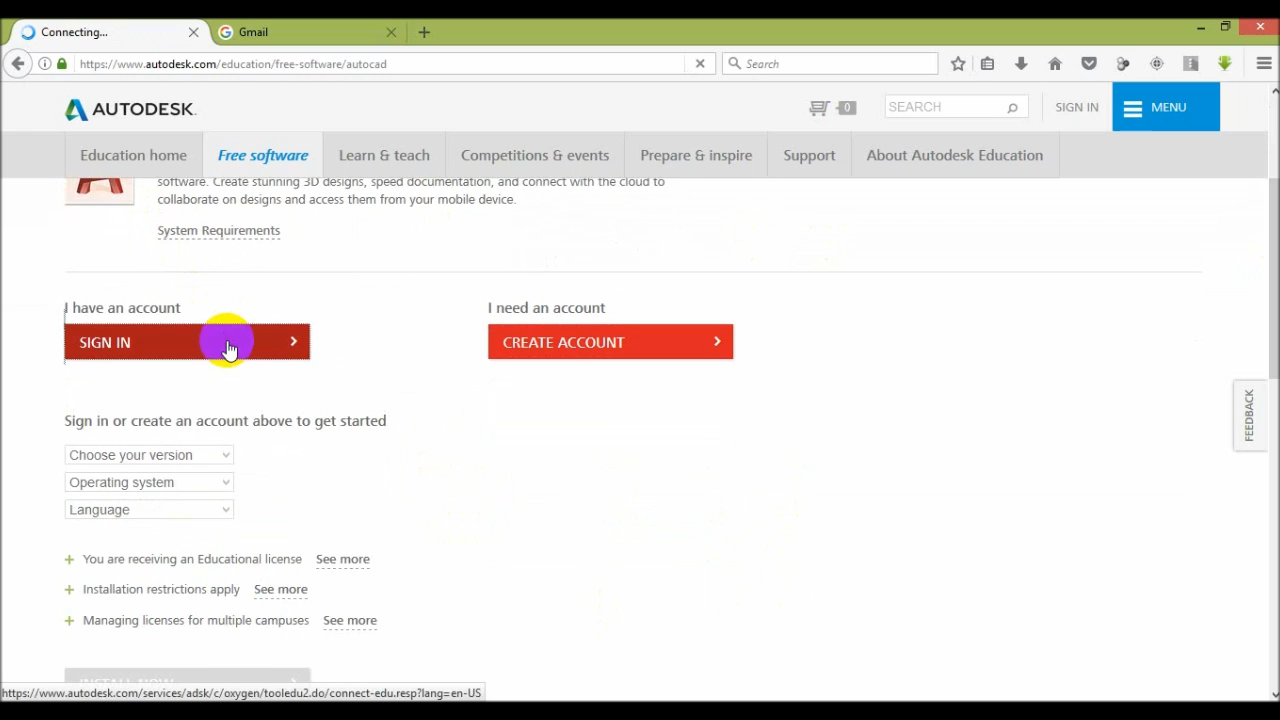 Connecting...
Gmail
https://www.autodesk.com/education/free-software/autocad
Search
AUTODESK.
0
SEARCH
SIGN IN
MENU
Education home
Free software
Learn & teach
Competitions & events
Prepare & inspire
Support
About Autodesk Education
software. Create stunning 3D designs, speed documentation, and connect with the cloud to
collaborate on designs and access them from your mobile device.
System Requirements
I have an account
I need an account
SIGN IN
CREATE ACCOUNT
FEEDBACK
Sign in or create an account above to get started
Choose your version
Operating system
Language
You are receiving an Educational license See more
Installation restrictions apply See more
Managing licenses for multiple campuses See more
INSTALL NOW
https://www.autodesk.com/services/adsk/c/oxygen/tooledu2.do/connect-edu.resp?lang=en-US